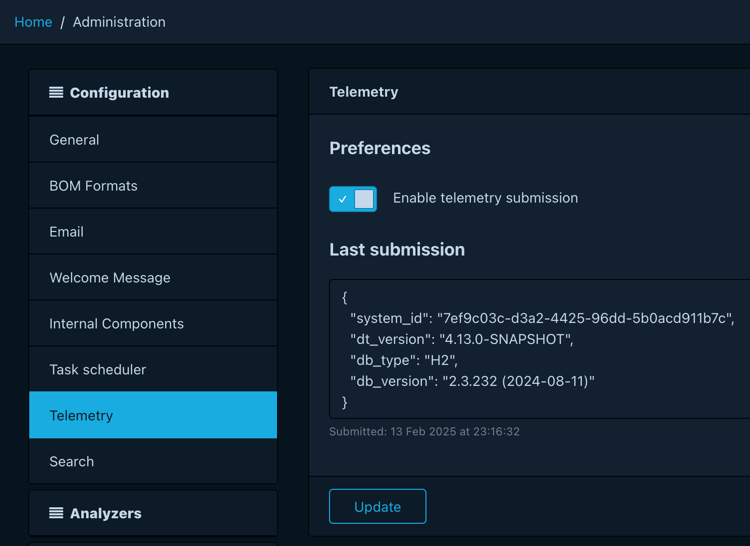 Home / Administration
Configuration
General
BOM Formats
Email
Welcome Message
Internal Components
Task scheduler
Telemetry
Search
Analyzers
Telemetry
Preferences
Enable telemetry submission
Last submission
{
"system_id": "7ef9c03c-d3a2-4425-96dd-5b0acd911b7c",
"dt_version": "4.13.0-SNAPSHOT",
"db_type": "H2",
"db_version": "2.3.232 (2024-08-11)"
}
Submitted: 13 Feb 2025 at 23:16:32
Update